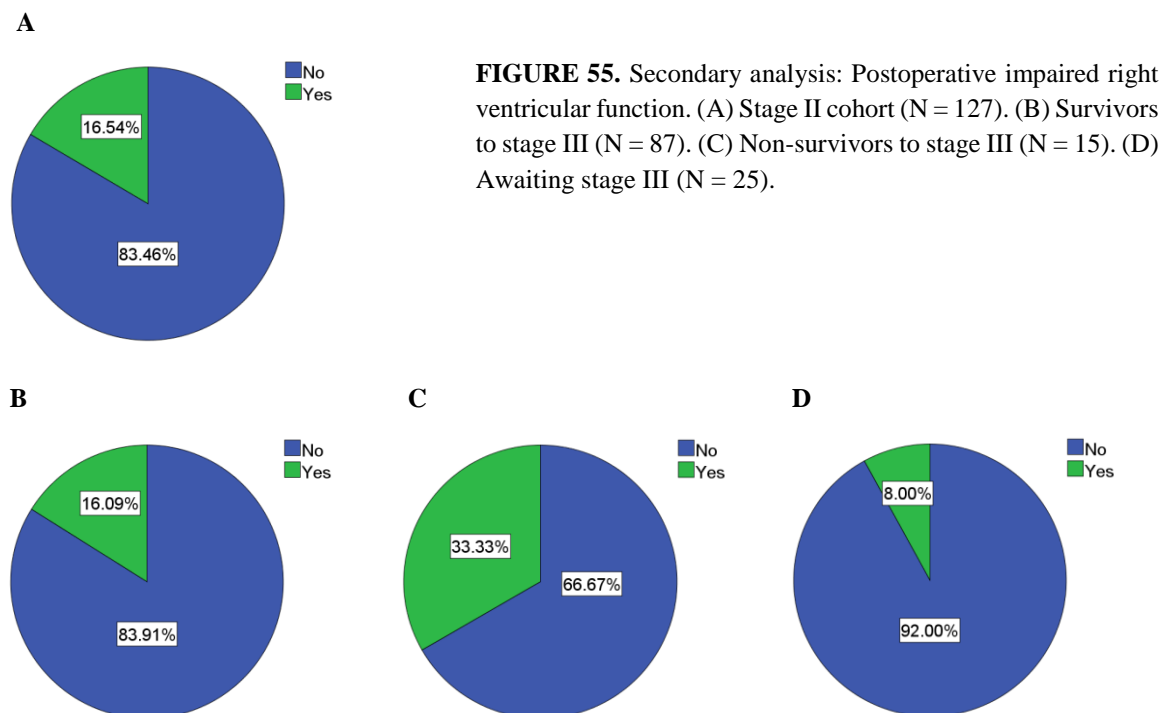 A
No
Yes
16.54%
83.46%
FIGURE 55. Secondary analysis: Postoperative impaired right
ventricular function. (A) Stage II cohort (N = 127). (B) Survivors
to stage III (N = 87). (C) Non-survivors to stage III (N = 15). (D)
Awaiting stage III (N = 25).
B
No
Yes
16.09%
83.91%
C
No
Yes
33.33%
66.67%
D
No
Yes
8.00%
92.00%